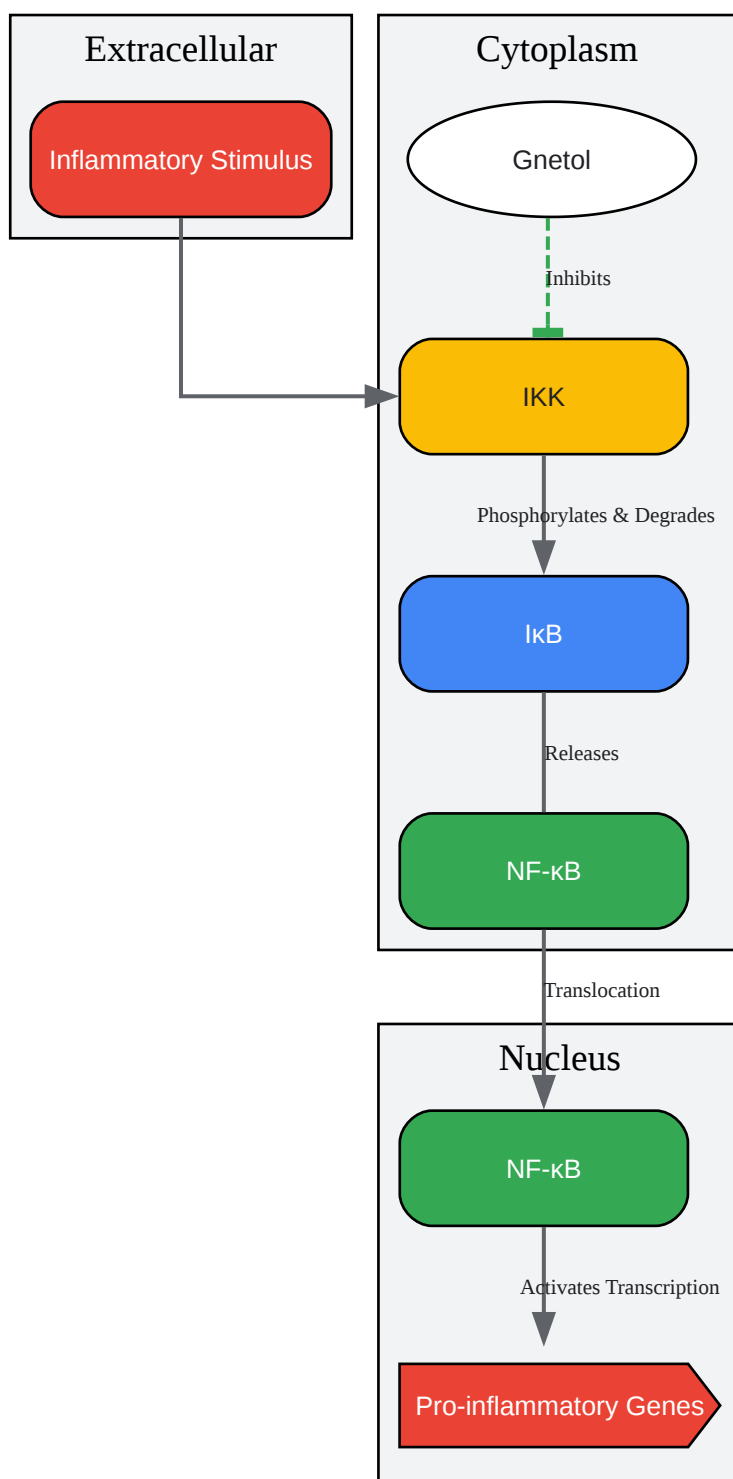 Extracellular
Inflammatory Stimulus
Cytoplasm
Gnetol
Inhibits
IKK
Phosphorylates & Degrades
IκB
Releases
NF-κB
Translocation
Nucleus
NF-κB
Activates Transcription
Pro-inflammatory Genes